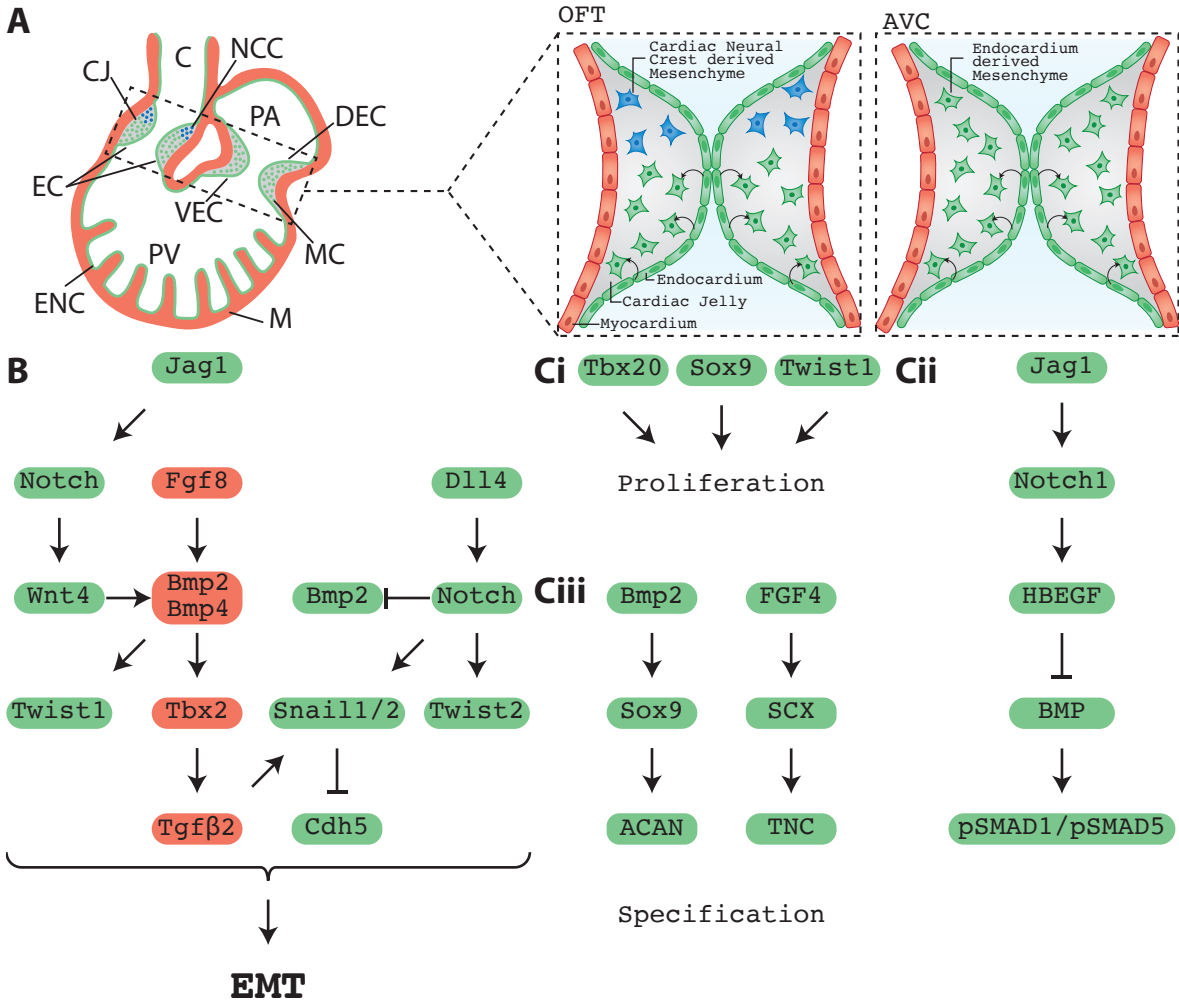 A
C
NCC
CJ
PA
DEC
EC
VEC
PV
MC
ENC
M
OFT
Cardiac Neural
Crest derived
Mesenchyme
Endocardium
Cardiac Jelly
Myocardium
AVC
Endocardium
derived
Mesenchyme
B
Jag1
Notch
Fgf8
Dll4
Wnt4
Bmp2
Bmp4
Bmp2
Notch
Twist1
Tbx2
Snail1/2
Twist2
Tgfβ2
Cdh5
EMT
Ci
Tbx20
Sox9
Twist1
Proliferation
Cii
Jag1
Notch1
HBEGF
BMP
pSMAD1/pSMAD5
Ciii
Bmp2
FGF4
Sox9
SCX
ACAN
TNC
Specification